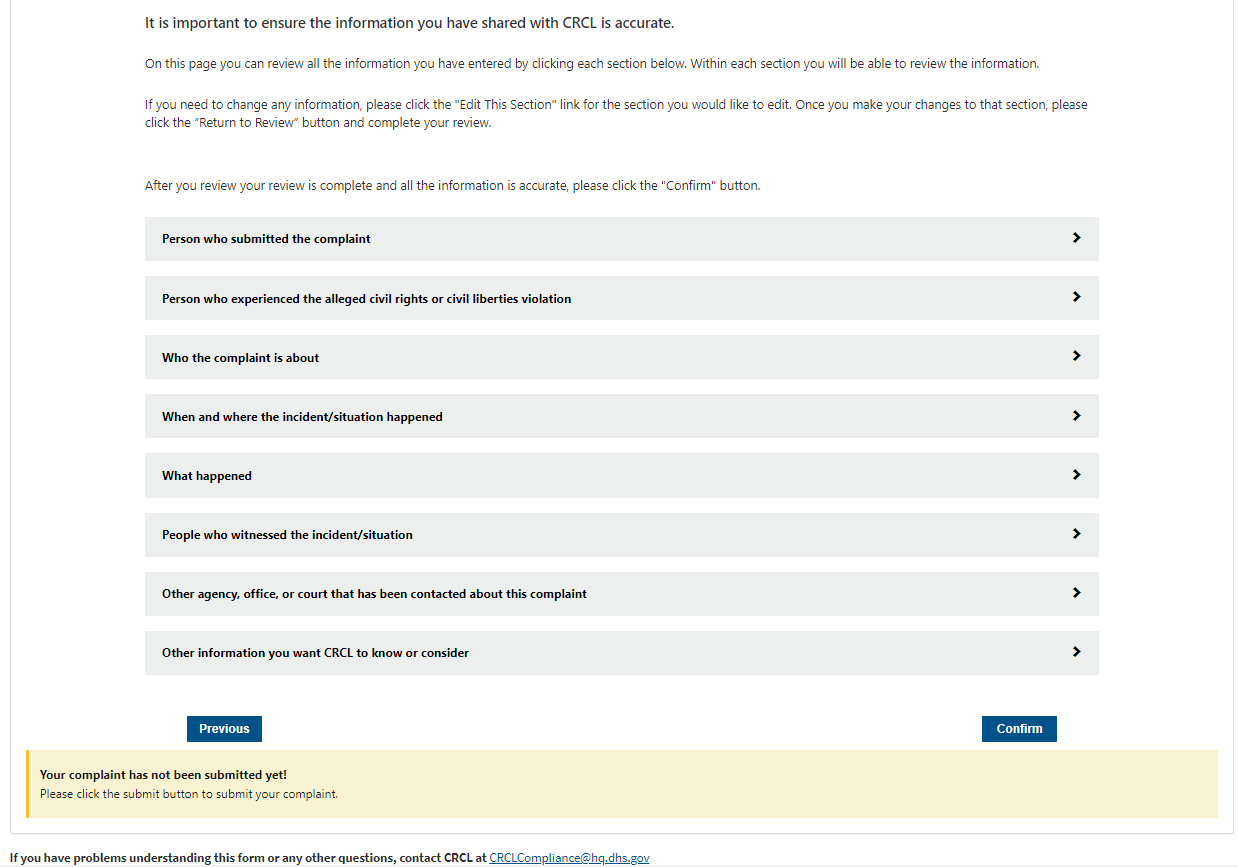 It is important to ensure the information you have shared with CRCL is accurate.
On this page you can review all the information you have entered by clicking each section below. Within each section you will be able to review the information.
If you need to change any information, please click the "Edit This Section" link for the section you would like to edit. Once you make your changes to that section, please
click the “Return to Review” button and complete your review.
After you review your review is complete and all the information is accurate, please click the "Confirm" button.
Person who submitted the complaint
Person who experienced the alleged civil rights or civil liberties violation
Who the complaint is about
When and where the incident/situation happened
What happened
People who witnessed the incident/situation
Other agency, office, or court that has been contacted about this complaint
Other information you want CRCL to know or consider
Previous
Confirm
Your complaint has not been submitted yet!
Please click the submit button to submit your complaint.
If you have problems understanding this form or any other questions, contact CRCL at CRCLCompliance@hq.dhs.gov